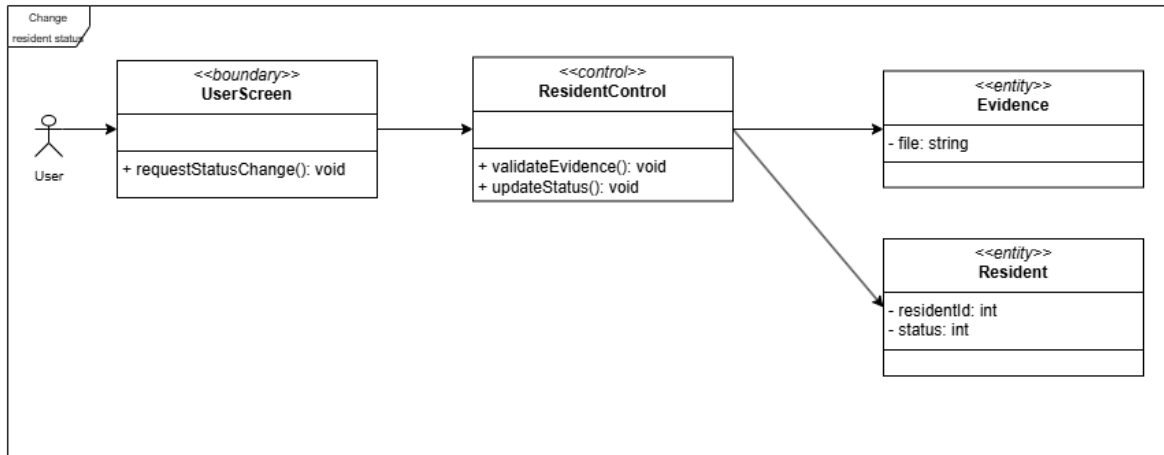 Change
resident status
<<boundary>>
UserScreen
+ requestStatusChange(): void
User
<<control>>
ResidentControl
+ validateEvidence(): void
+ updateStatus(): void
<<entity>>
Evidence
- file: string
<<entity>>
Resident
- residentId: int
- status: int